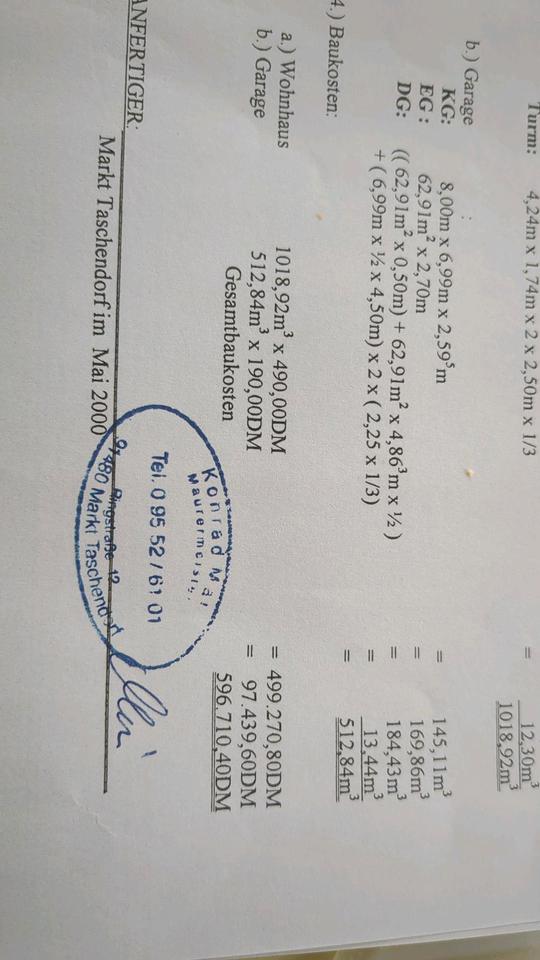 Turm: 4,24m x 1,74m x 2 x 2,50m x 1/3 = 12,30m³
1018,92m³
b.) Garage
KG: 8,00m x 6,99m x 2,59⁵m = 145,11m³
EG : 62,91m² x 2,70m = 169,86m³
DG: (( 62,91m² x 0,50m) + 62,91m² x 4,86³m x ½ ) = 184,43m³
+ ( 6,99m x ½ x 4,50m) x 2 x ( 2,25 x 1/3) = 13,44m³
= 512,84m³
4.) Baukosten:
a.) Wohnhaus 1018,92m³ x 490,00DM = 499.270,80DM
b.) Garage 512,84m³ x 190,00DM = 97.439,60DM
Gesamtbaukosten 596.710,40DM
ANFERTIGER:
Markt Taschendorf im Mai 2000
Konrad
Maurermeister
Tel. 0 95 52 / 61 01
Ringstraße 12
91480 Markt Taschendorf